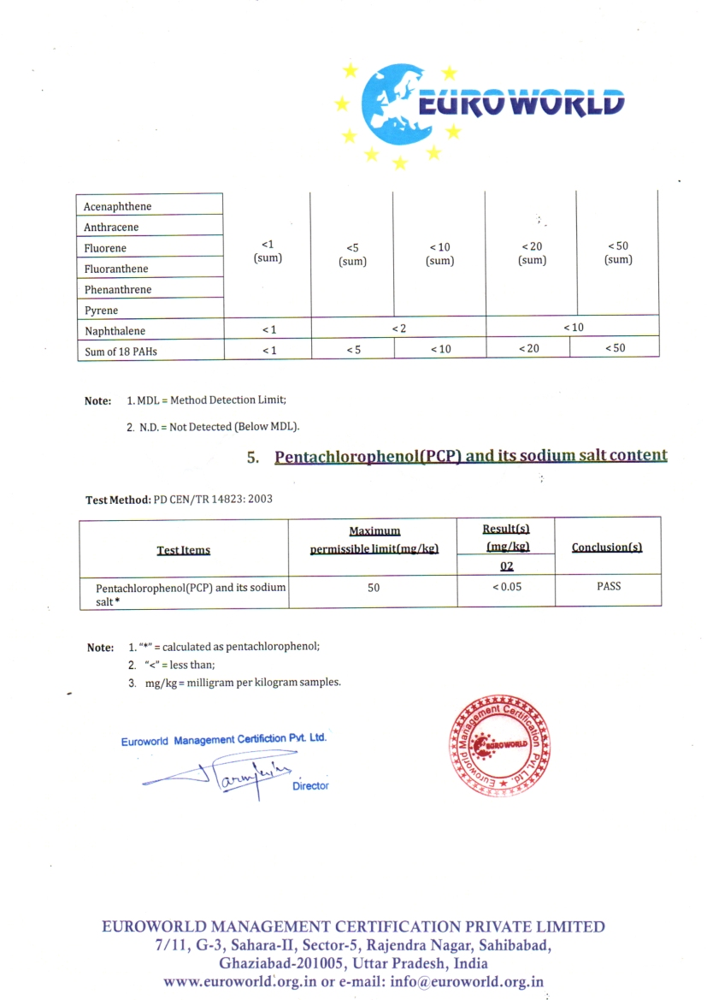 EUROWORLD
Acenaphthene
Anthracene
Fluorene
Fluoranthene
Phenanthrene
Pyrene
<1
(sum)
<5
(sum)
< 10
(sum)
< 20
(sum)
< 50
(sum)
Naphthalene < 1 < 2 < 10
Sum of 18 PAHs < 1 < 5 < 10 < 20 < 50
Note: 1. MDL = Method Detection Limit;
2. N.D. = Not Detected (Below MDL).
5. Pentachlorophenol(PCP) and its sodium salt content
Test Method: PD CEN/TR 14823: 2003
Test Items
Maximum
permissible limit(mg/kg)
Result(s)
(mg/kg)
02
Conclusion(s)
Pentachlorophenol(PCP) and its sodium
salt *
50
< 0.05
PASS
Note: 1. "*" = calculated as pentachlorophenol;
2. "<" = less than;
3. mg/kg = milligram per kilogram samples.
Euroworld Management Certifiction Pvt. Ltd.
Director
Euroworld Management Certification Pvt. Ltd.
EUROWORLD
EUROWORLD MANAGEMENT CERTIFICATION PRIVATE LIMITED
7/11, G-3, Sahara-II, Sector-5, Rajendra Nagar, Sahibabad,
Ghaziabad-201005, Uttar Pradesh, India
www.euroworld.org.in or e-mail: info@euroworld.org.in